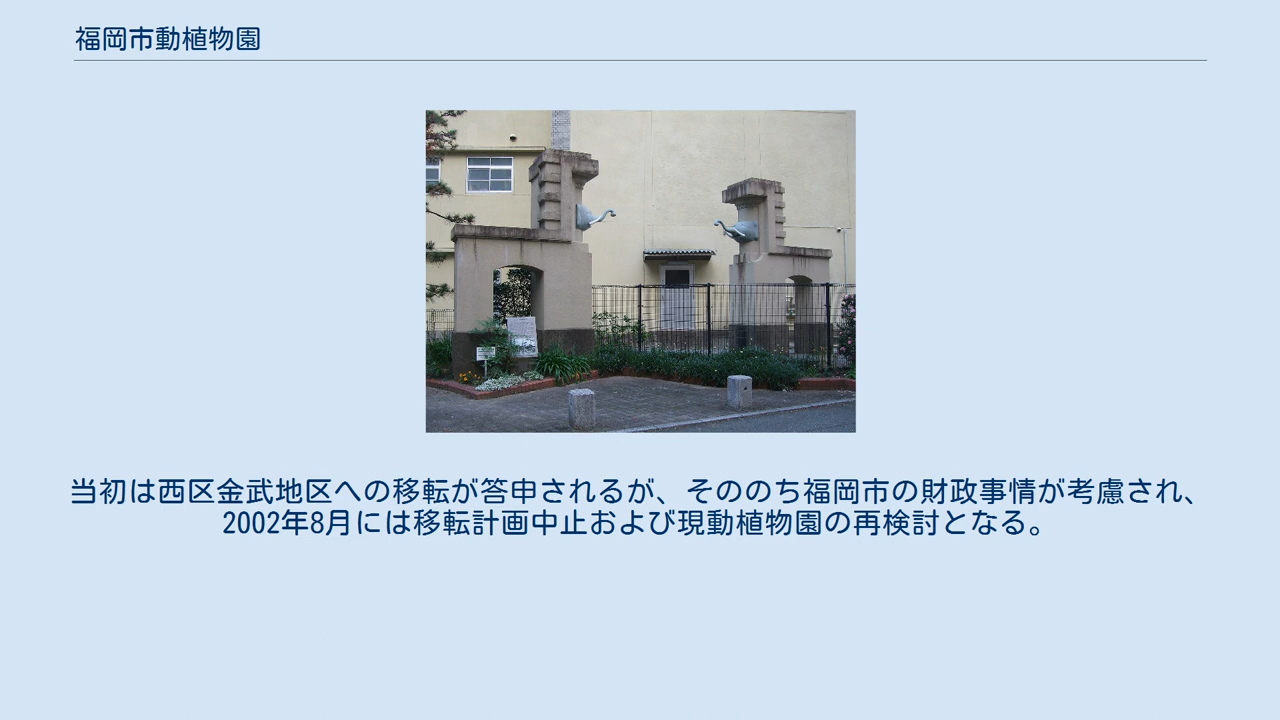 福岡市動植物園
当初は西区金武地区への移転が答申されるが、そののち福岡市の財政事情が考慮され、
2002年8月には移転計画中止および現動植物園の再検討となる。